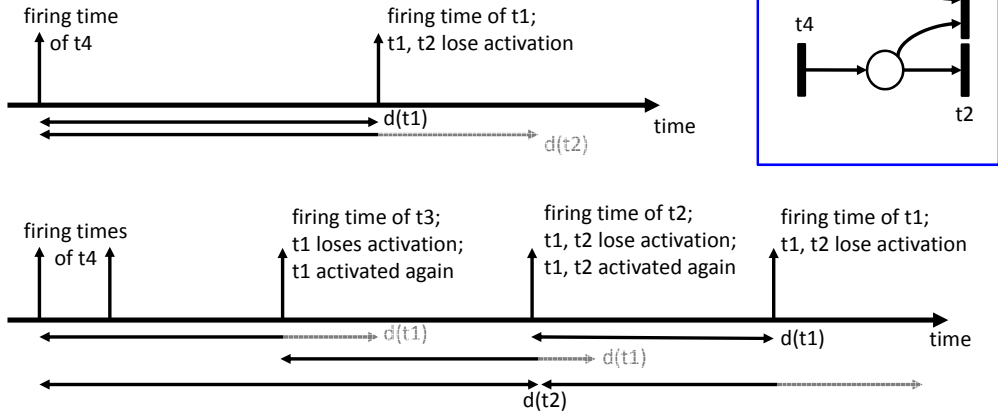 firing time
of t4
firing time of t1;
t1, t2 lose activation
d(t1)
time
d(t2)
t4
t2
firing times
of t4
firing time of t3;
t1 loses activation;
t1 activated again
firing time of t2;
t1, t2 lose activation;
t1, t2 activated again
firing time of t1;
t1, t2 lose activation
d(t1)
d(t1)
time
d(t1)
d(t2)